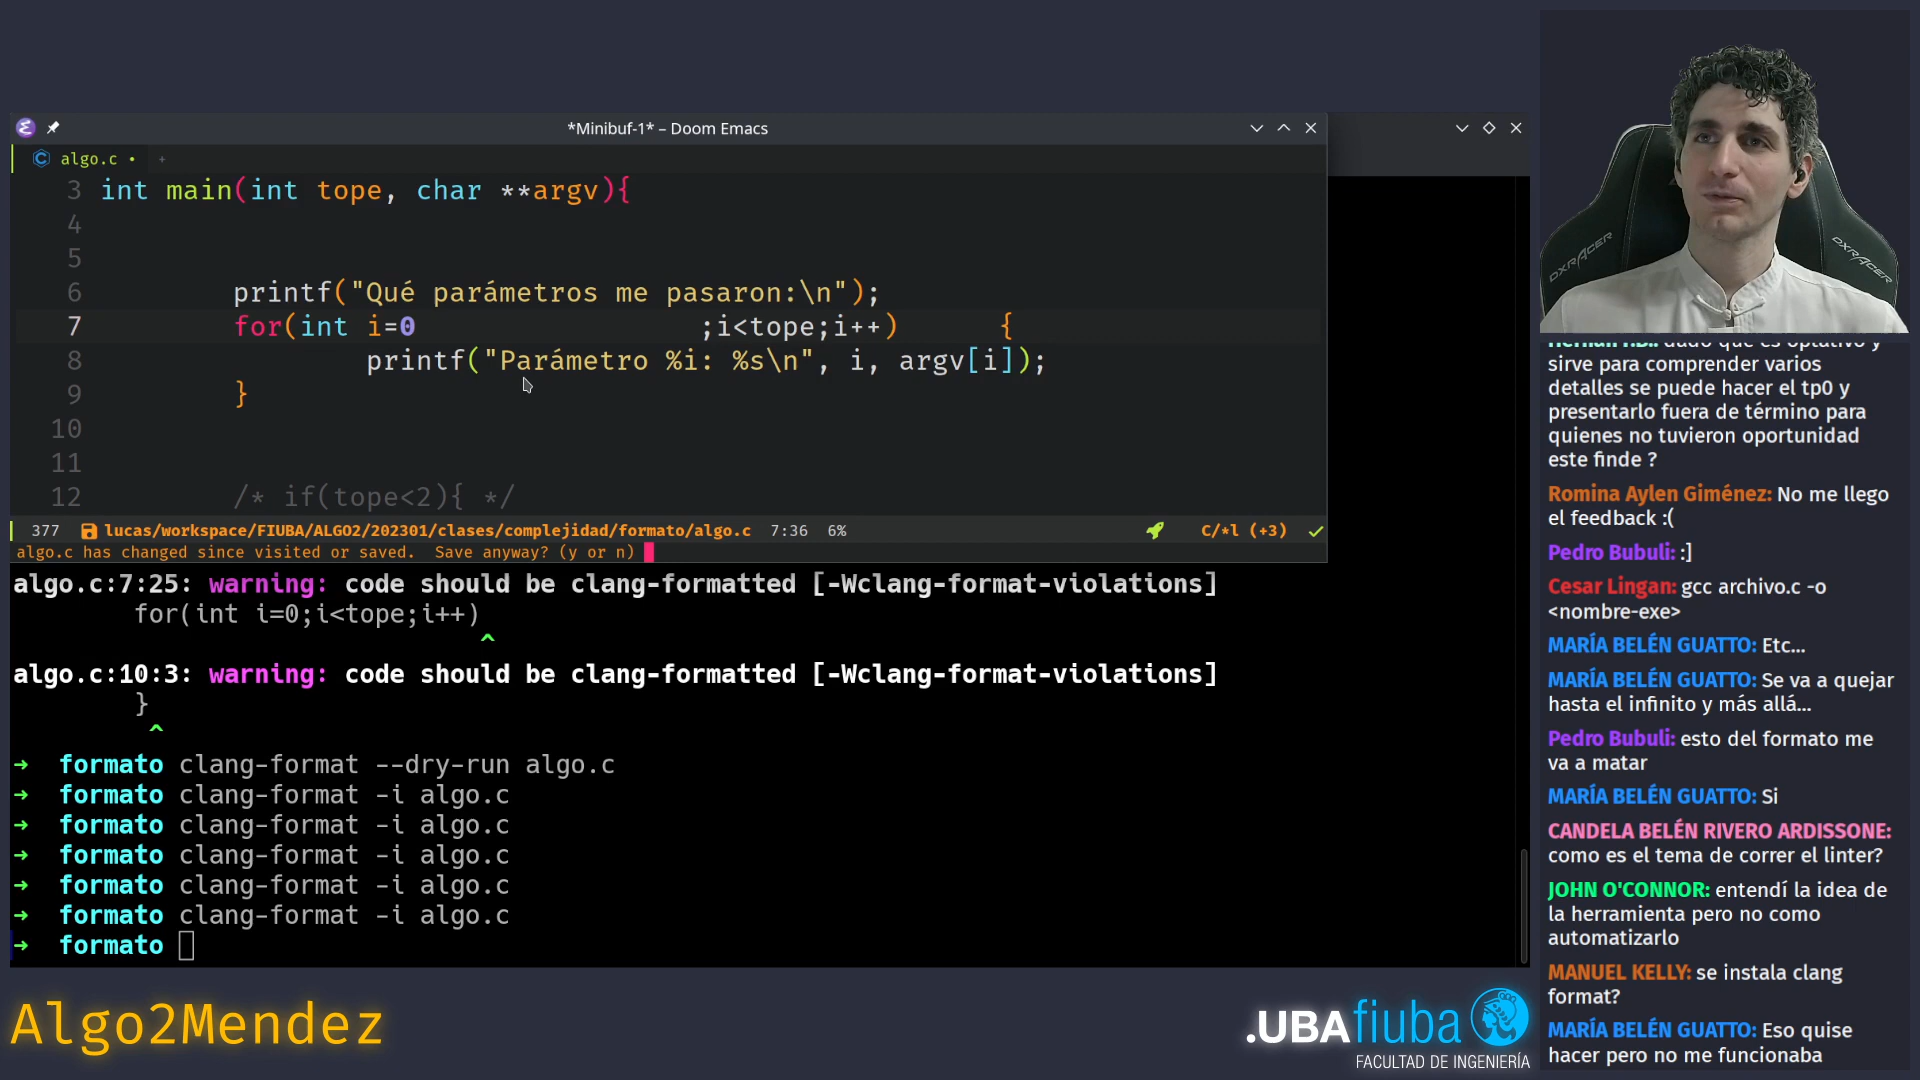 *Minibuf-1* – Doom Emacs
algo.c • +
3 int main(int tope, char **argv){
4
5
6 printf("Qué parámetros me pasaron:\n");
7 for(int i=0 ;i<tope;i++) {
8 printf("Parámetro %i: %s\n", i, argv[i]);
9 }
10
11
12 /* if(tope<2){ */
377 lucas/workspace/FIUBA/ALGO2/202301/clases/complejidad/formato/algo.c 7:36 6% C/*l (+3)
algo.c has changed since visited or saved. Save anyway? (y or n)
algo.c:7:25: warning: code should be clang-formatted [-Wclang-format-violations]
for(int i=0;i<tope;i++)
^
algo.c:10:3: warning: code should be clang-formatted [-Wclang-format-violations]
}
^
→ formato clang-format --dry-run algo.c
→ formato clang-format -i algo.c
→ formato clang-format -i algo.c
→ formato clang-format -i algo.c
→ formato clang-format -i algo.c
→ formato clang-format -i algo.c
→ formato
Algo2Mendez
.UBAfiuba
FACULTAD DE INGENIERÍA
DXRACER
DXRACER
dado que es optativo y
sirve para comprender varios
detalles se puede hacer el tp0 y
presentarlo fuera de término para
quienes no tuvieron oportunidad
este finde ?
Romina Aylen Giménez: No me llego
el feedback :(
Pedro Bubuli: :]
Cesar Lingan: gcc archivo.c -o
<nombre-exe>
MARÍA BELÉN GUATTO: Etc...
MARÍA BELÉN GUATTO: Se va a quejar
hasta el infinito y más allá...
Pedro Bubuli: esto del formato me
va a matar
MARÍA BELÉN GUATTO: Si
CANDELA BELÉN RIVERO ARDISSONE:
como es el tema de correr el linter?
JOHN O'CONNOR: entendí la idea de
la herramienta pero no como
automatizarlo
MANUEL KELLY: se instala clang
format?
MARÍA BELÉN GUATTO: Eso quise
hacer pero no me funcionaba